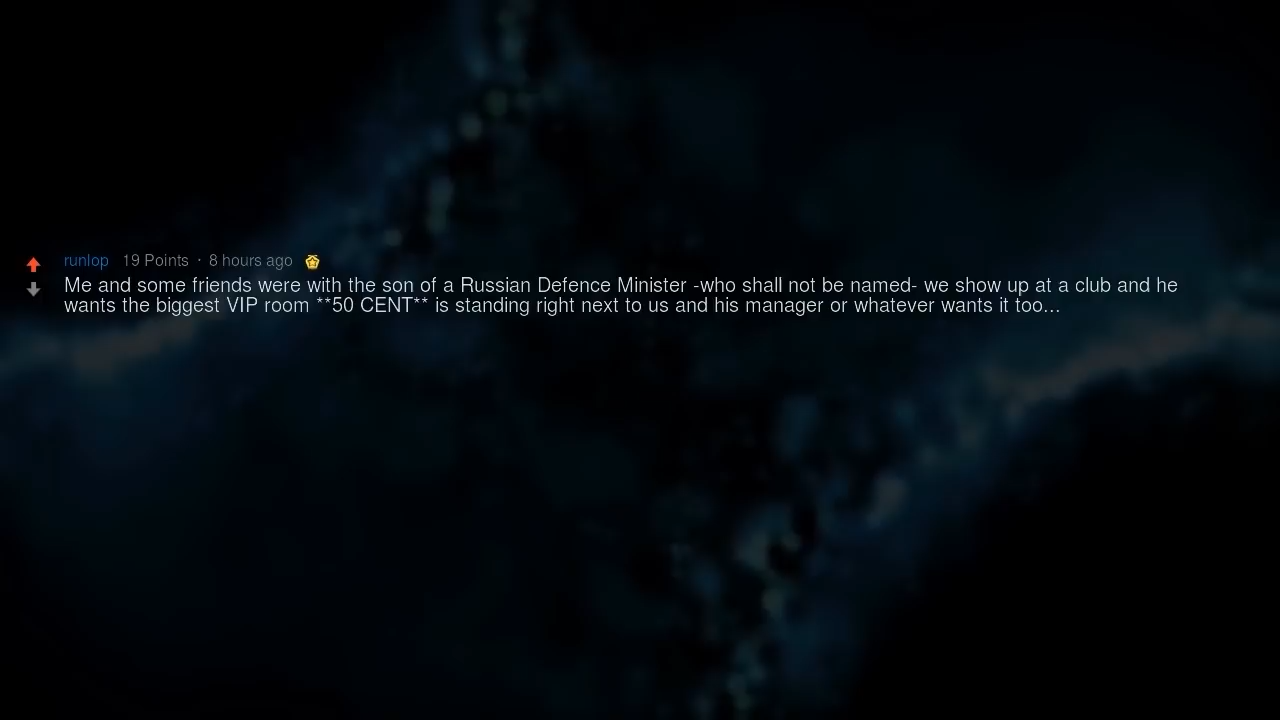 runlop 19 Points · 8 hours ago
Me and some friends were with the son of a Russian Defence Minister -who shall not be named- we show up at a club and he
wants the biggest VIP room **50 CENT** is standing right next to us and his manager or whatever wants it too...